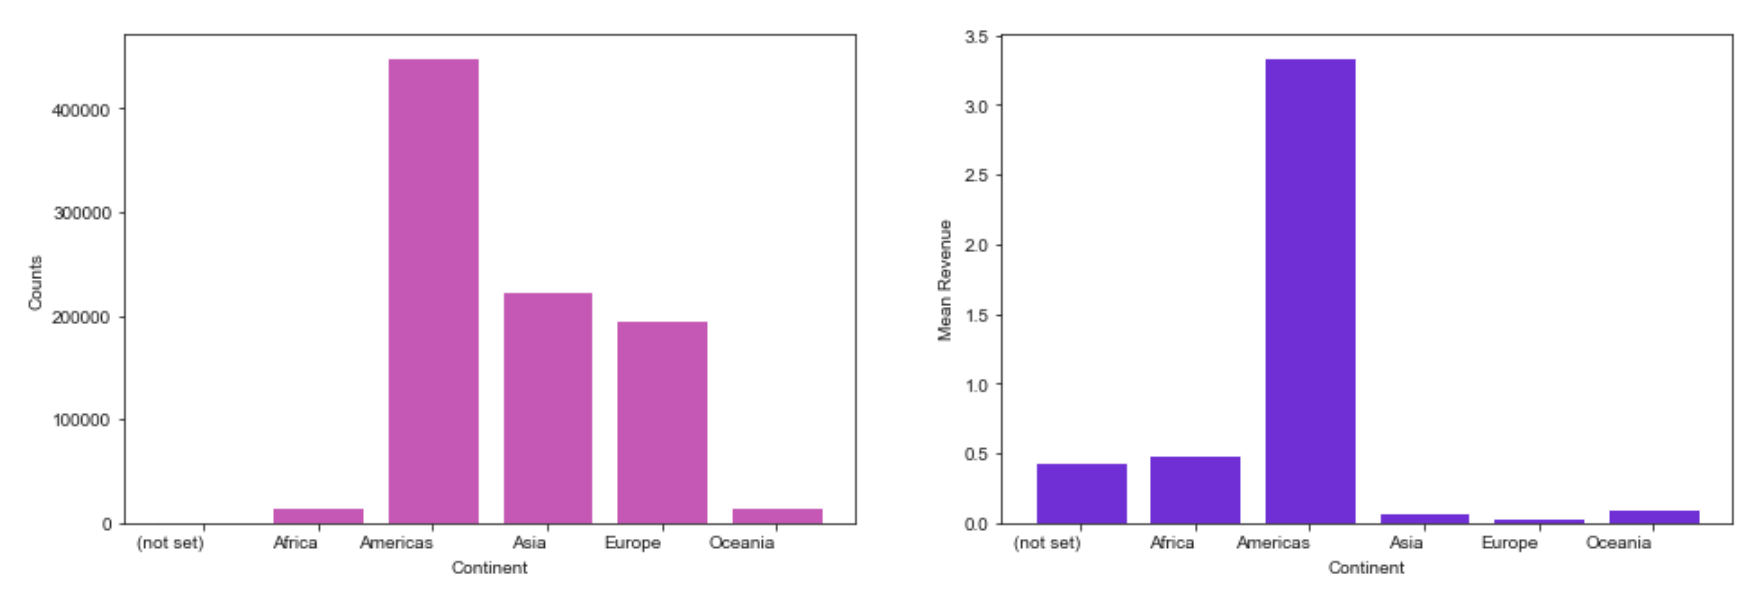 400000
300000
200000
100000
0
Counts
(not set) Africa Americas Asia Europe Oceania
Continent
3.5
3.0
2.5
2.0
1.5
1.0
0.5
0.0
Mean Revenue
(not set) Africa Americas Asia Europe Oceania
Continent